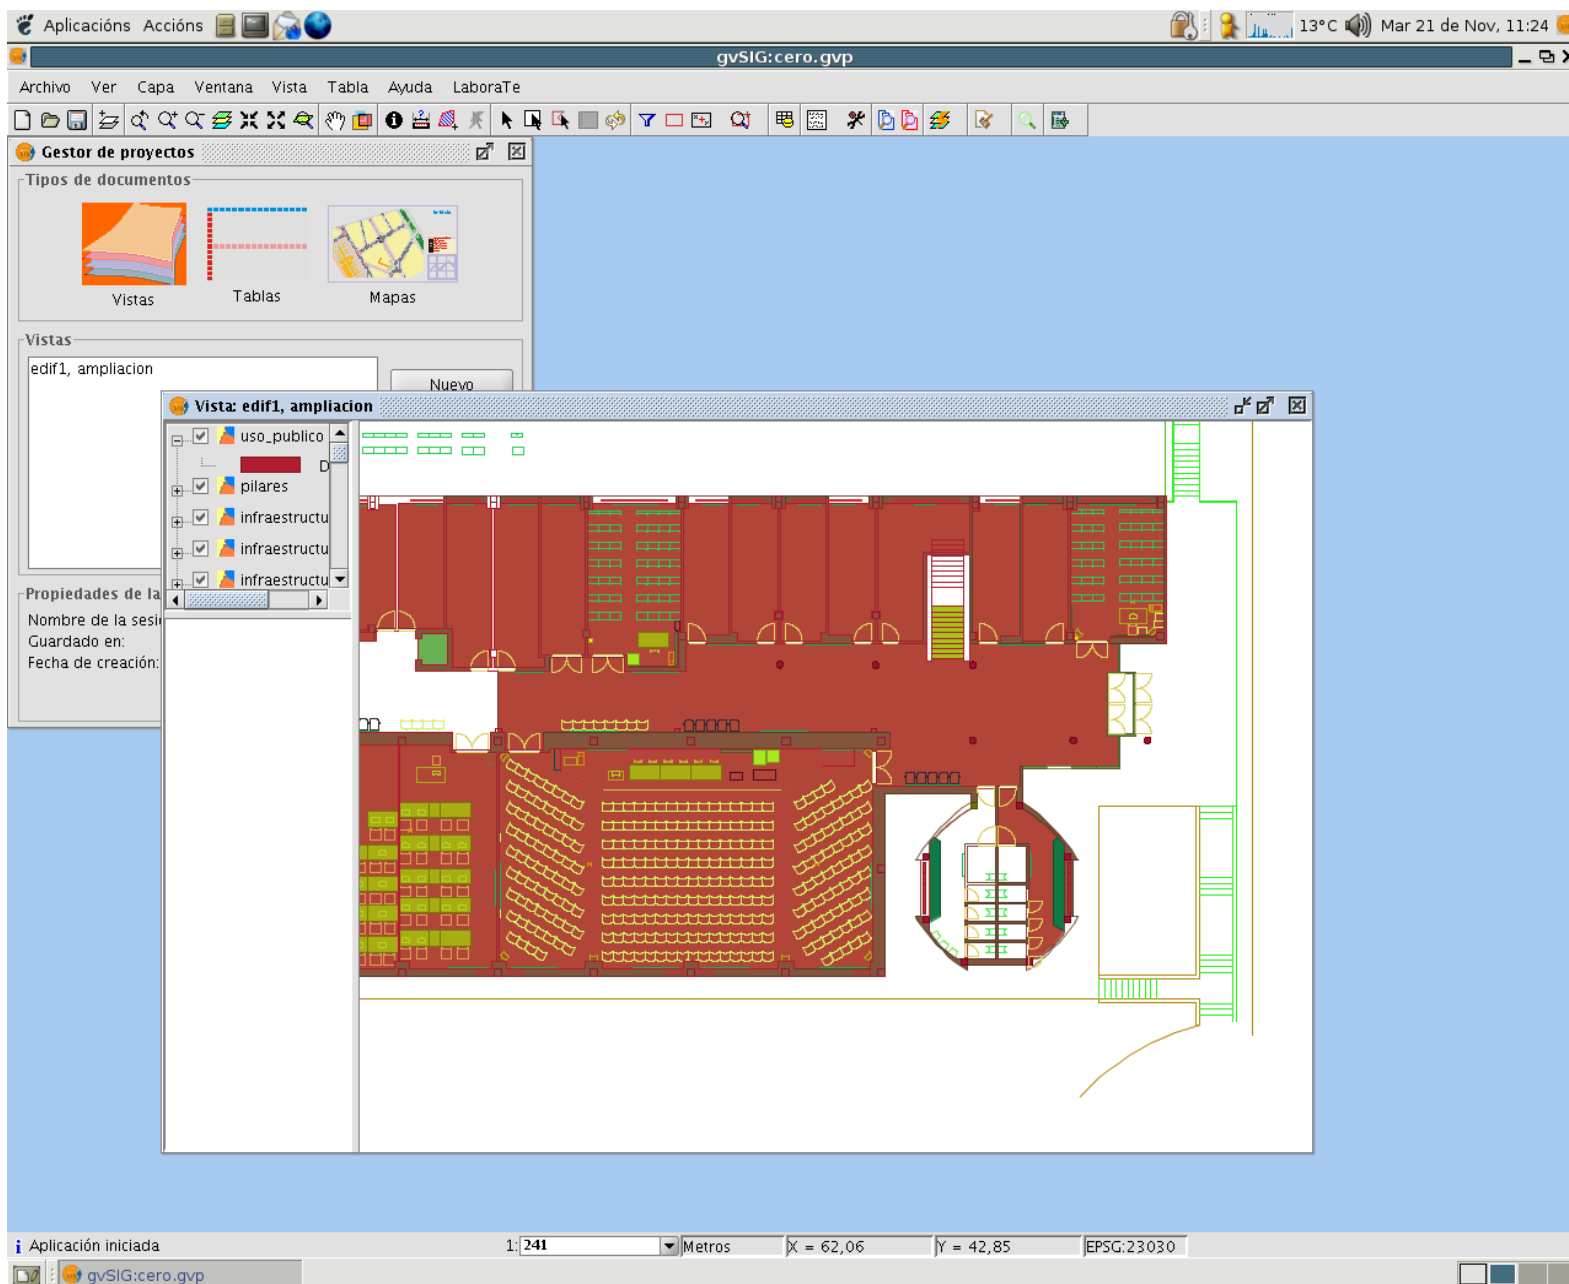 Aplicacións Accións 13°C Mar 21 de Nov, 11:24
gvSIG:cero.gvp
Archivo Ver Capa Ventana Vista Tabla Ayuda LaboraTe
Gestor de proyectos
Tipos de documentos
Vistas Tablas Mapas
Vistas
edif1, ampliacion
Nuevo
Vista: edif1, ampliacion
uso_publico
D
pilares
infraestructu
infraestructu
infraestructu
Propiedades de la
Nombre de la sesi
Guardado en:
Fecha de creación:
Aplicación iniciada 1: 241 Metros X = 62,06 Y = 42,85 EPSG:23030
gvSIG:cero.gvp